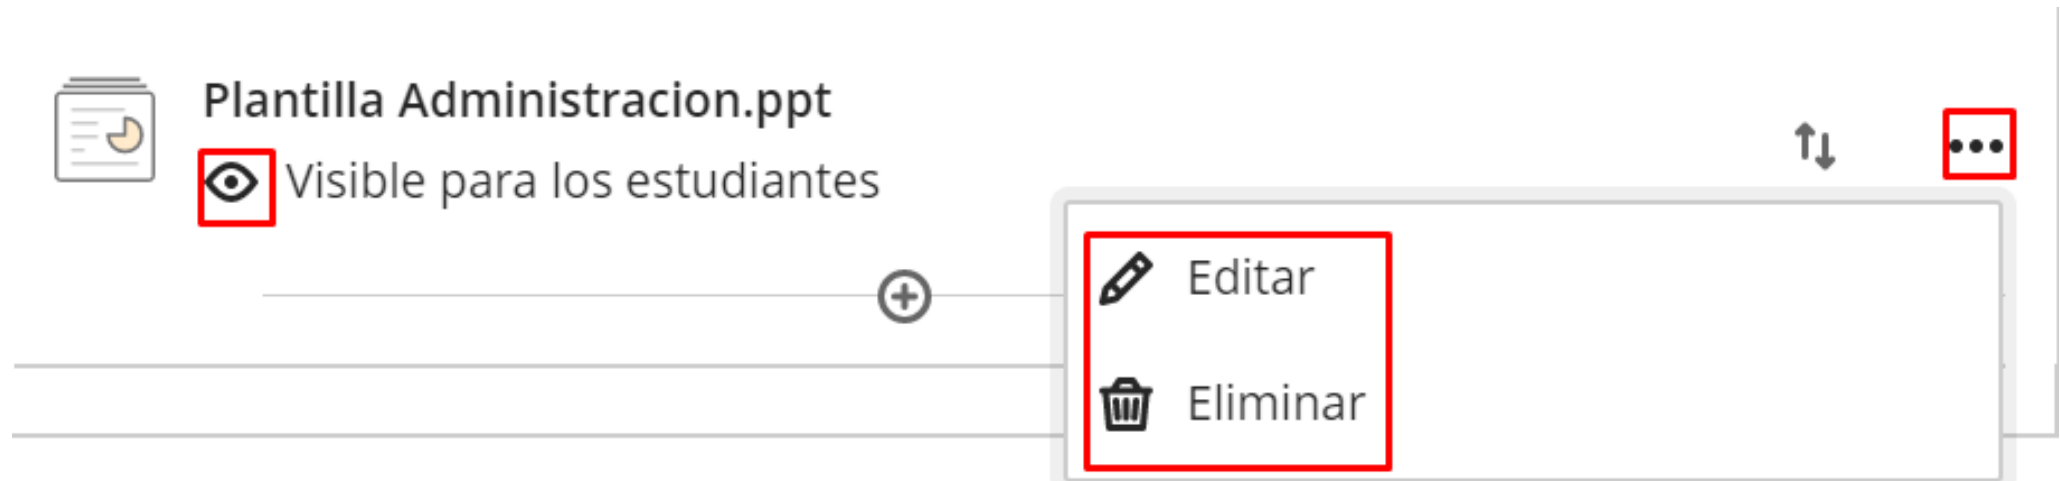 Plantilla Administracion.ppt
Visible para los estudiantes
Editar
Eliminar